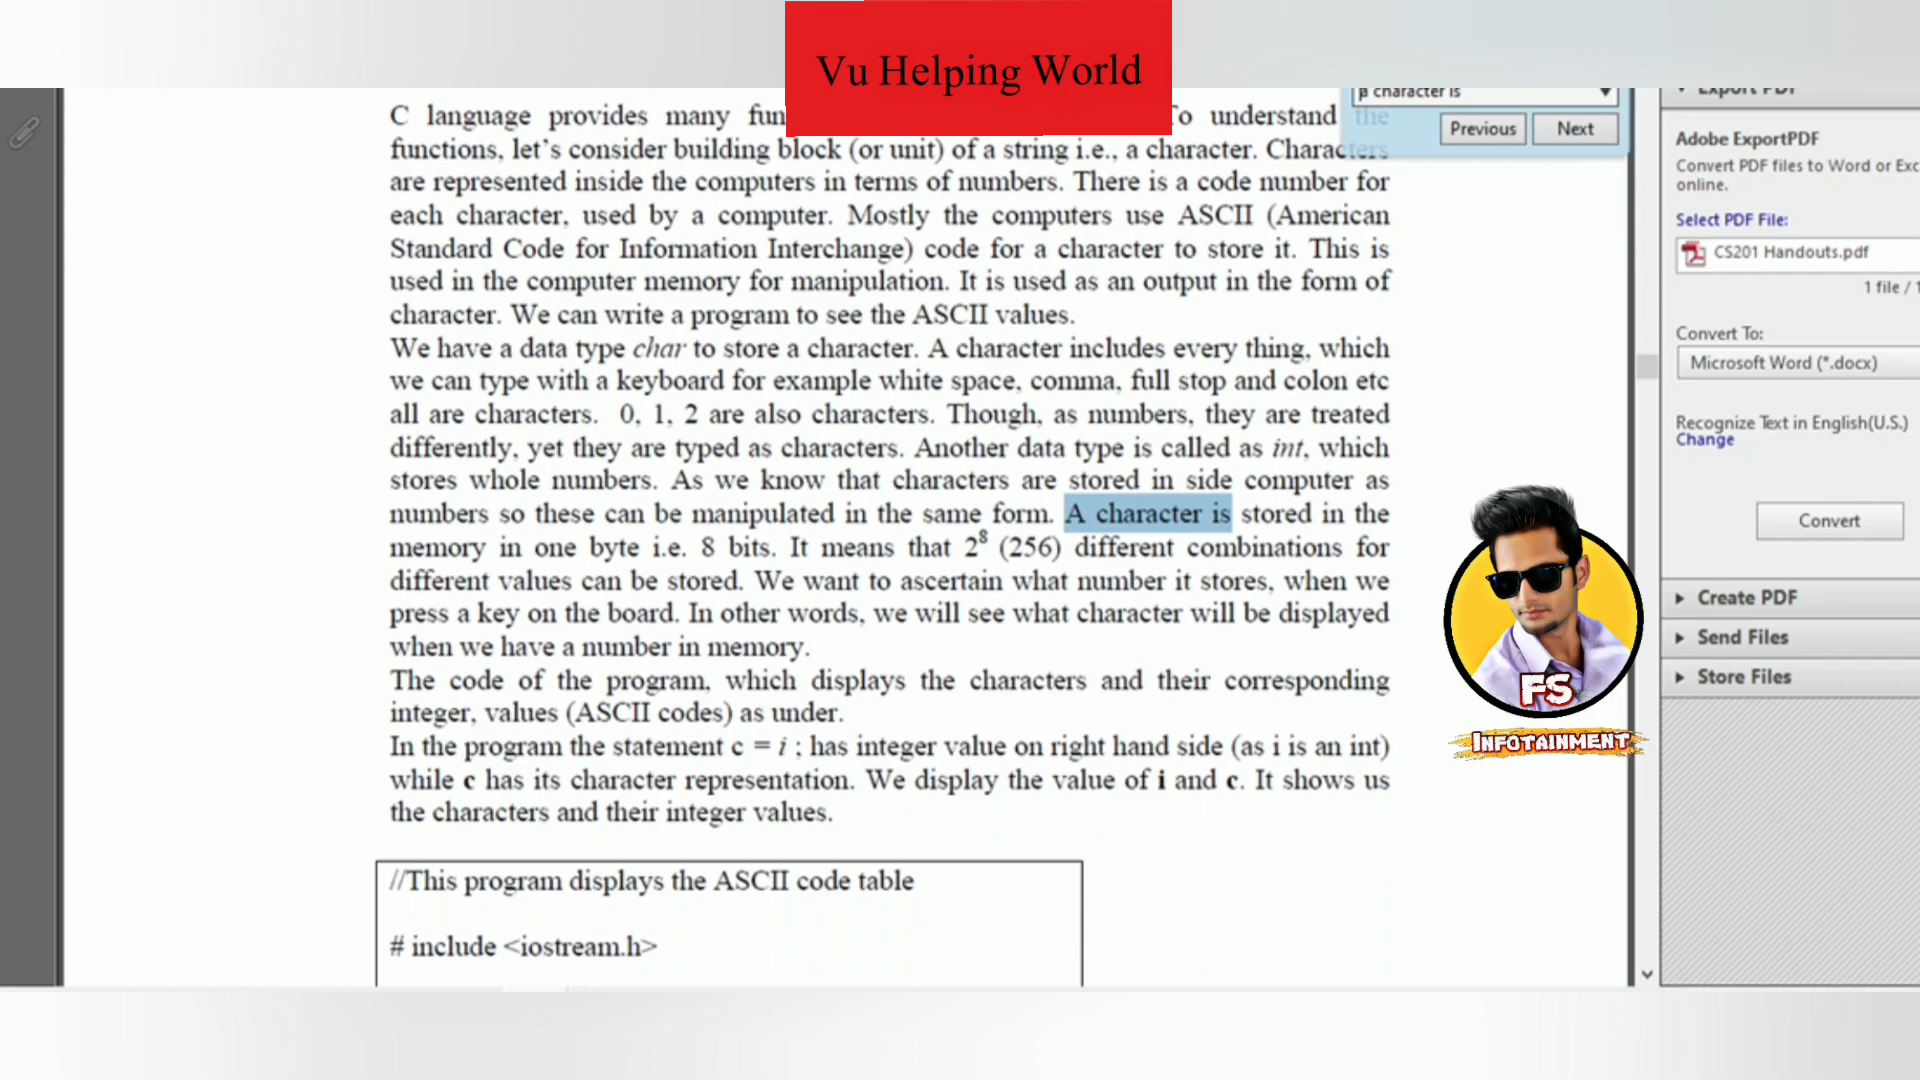 Vu Helping World
C language provides many fun To understand the
functions, let's consider building block (or unit) of a string i.e., a character. Characters
are represented inside the computers in terms of numbers. There is a code number for
each character, used by a computer. Mostly the computers use ASCII (American
Standard Code for Information Interchange) code for a character to store it. This is
used in the computer memory for manipulation. It is used as an output in the form of
character. We can write a program to see the ASCII values.
We have a data type char to store a character. A character includes every thing, which
we can type with a keyboard for example white space, comma, full stop and colon etc
all are characters. 0, 1, 2 are also characters. Though, as numbers, they are treated
differently, yet they are typed as characters. Another data type is called as int, which
stores whole numbers. As we know that characters are stored in side computer as
numbers so these can be manipulated in the same form. A character is stored in the
memory in one byte i.e. 8 bits. It means that 2⁸ (256) different combinations for
different values can be stored. We want to ascertain what number it stores, when we
press a key on the board. In other words, we will see what character will be displayed
when we have a number in memory.
The code of the program, which displays the characters and their corresponding
integer, values (ASCII codes) as under.
In the program the statement c = i ; has integer value on right hand side (as i is an int)
while c has its character representation. We display the value of i and c. It shows us
the characters and their integer values.
//This program displays the ASCII code table
# include <iostream.h>
a character is
Previous Next
Export PDF
Adobe ExportPDF
Convert PDF files to Word or Exc
online.
Select PDF File:
CS201 Handouts.pdf
1 file / 1
Convert To:
Microsoft Word (*.docx)
Recognize Text in English(U.S.)
Change
Convert
Create PDF
Send Files
Store Files
FS
INFOTAINMENT